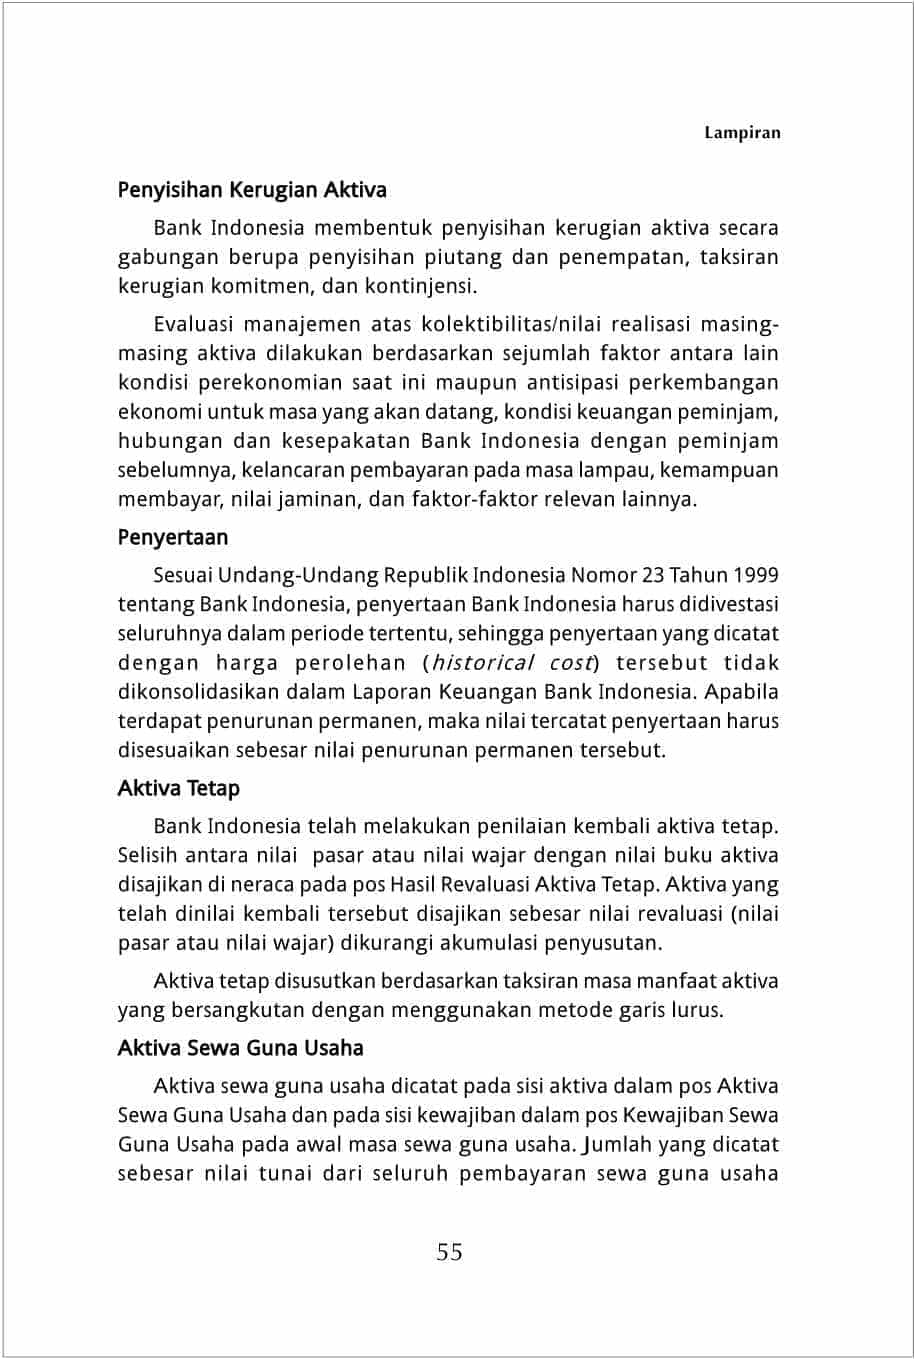 Lampiran
Penyisihan Kerugian Aktiva
Bank Indonesia membentuk penyisihan kerugian aktiva secara
gabungan berupa penyisihan piutang dan penempatan, taksiran
kerugian komitmen, dan kontinjensi.
Evaluasi manajemen atas kolektibilitas/nilai realisasi masing-
masing aktiva dilakukan berdasarkan sejumlah faktor antara lain
kondisi perekonomian saat ini maupun antisipasi perkembangan
ekonomi untuk masa yang akan datang, kondisi keuangan peminjam,
hubungan dan kesepakatan Bank Indonesia dengan peminjam
sebelumnya, kelancaran pembayaran pada masa lampau, kemampuan
membayar, nilai jaminan, dan faktor-faktor relevan lainnya.
Penyertaan
Sesuai Undang-Undang Republik Indonesia Nomor 23 Tahun 1999
tentang Bank Indonesia, penyertaan Bank Indonesia harus didivestasi
seluruhnya dalam periode tertentu, sehingga penyertaan yang dicatat
dengan harga perolehan (historical cost) tersebut tidak
dikonsolidasikan dalam Laporan Keuangan Bank Indonesia. Apabila
terdapat penurunan permanen, maka nilai tercatat penyertaan harus
disesuaikan sebesar nilai penurunan permanen tersebut.
Aktiva Tetap
Bank Indonesia telah melakukan penilaian kembali aktiva tetap.
Selisih antara nilai pasar atau nilai wajar dengan nilai buku aktiva
disajikan di neraca pada pos Hasil Revaluasi Aktiva Tetap. Aktiva yang
telah dinilai kembali tersebut disajikan sebesar nilai revaluasi (nilai
pasar atau nilai wajar) dikurangi akumulasi penyusutan.
Aktiva tetap disusutkan berdasarkan taksiran masa manfaat aktiva
yang bersangkutan dengan menggunakan metode garis lurus.
Aktiva Sewa Guna Usaha
Aktiva sewa guna usaha dicatat pada sisi aktiva dalam pos Aktiva
Sewa Guna Usaha dan pada sisi kewajiban dalam pos Kewajiban Sewa
Guna Usaha pada awal masa sewa guna usaha. Jumlah yang dicatat
sebesar nilai tunai dari seluruh pembayaran sewa guna usaha
55